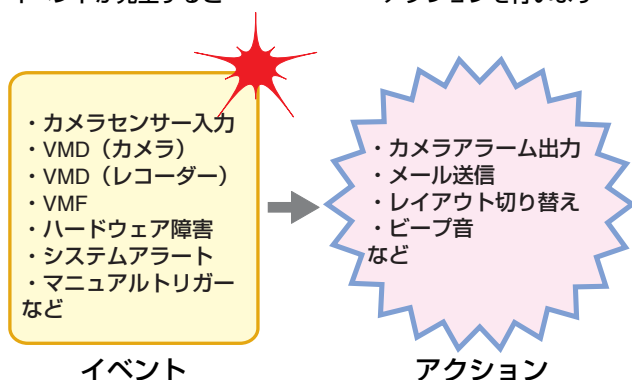 ・カメラセンサー入力
・VMD（カメラ）
・VMD（レコーダー）
・VMF
・ハードウェア障害
・システムアラート
・マニュアルトリガー
など
イベント
・カメラアラーム出力
・メール送信
・レイアウト切り替え
・ビープ音
など
アクション